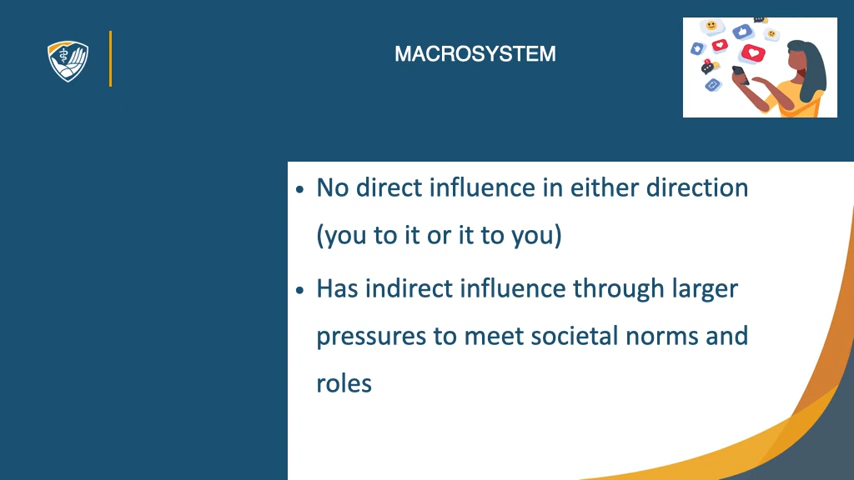 MACROSYSTEM
• No direct influence in either direction
(you to it or it to you)
• Has indirect influence through larger
pressures to meet societal norms and
roles